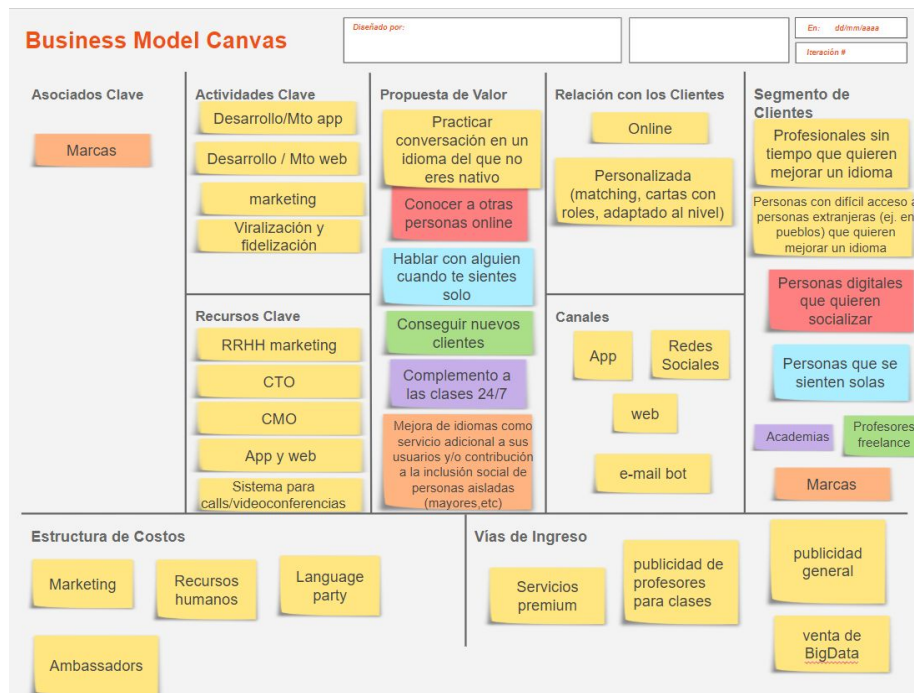 Business Model Canvas
Diseñado por:
En: dd/mm/aaaa
Iteración #
Asociados Clave
Marcas
Actividades Clave
Desarrollo/Mto app
Desarrollo / Mto web
marketing
Viralización y
fidelización
Recursos Clave
RRHH marketing
CTO
CMO
App y web
Sistema para
calls/videoconferencias
Propuesta de Valor
Practicar
conversación en un
idioma del que no
eres nativo
Conocer a otras
personas online
Hablar con alguien
cuando te sientes
solo
Conseguir nuevos
clientes
Complemento a
las clases 24/7
Mejora de idiomas como
servicio adicional a sus
usuarios y/o contribución
a la inclusión social de
personas aisladas
(mayores,etc)
Relación con los Clientes
Online
Personalizada
(matching, cartas con
roles, adaptado al nivel)
Canales
App
Redes
Sociales
web
e-mail bot
Segmento de
Clientes
Profesionales sin
tiempo que quieren
mejorar un idioma
Personas con difícil acceso a
personas extranjeras (ej. en
pueblos) que quieren
mejorar un idioma
Personas digitales
que quieren
socializar
Personas que se
sienten solas
Academias
Profesores
freelance
Marcas
Estructura de Costos
Marketing
Recursos
humanos
Language
party
Ambassadors
Vías de Ingreso
Servicios
premium
publicidad de
profesores
para clases
publicidad
general
venta de
BigData